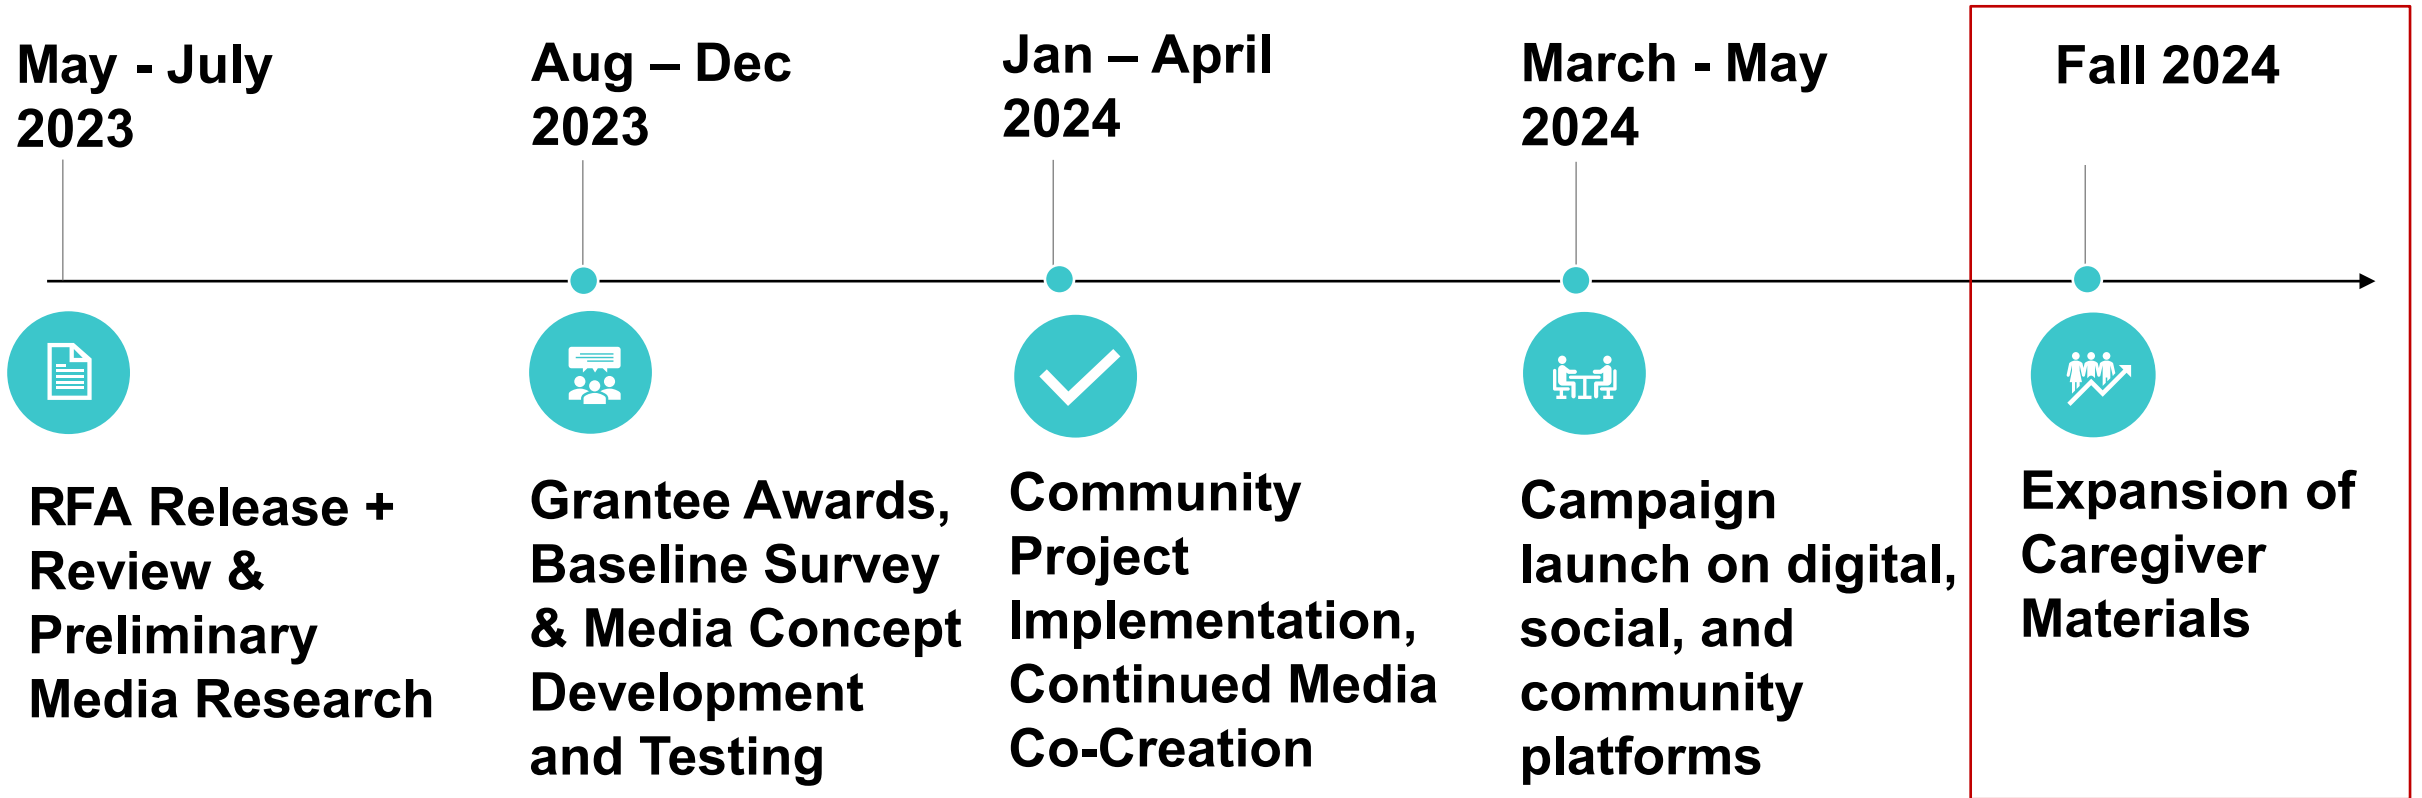 May - July
2023
Aug – Dec
2023
Jan – April
2024
March - May
2024
Fall 2024
RFA Release +
Review &
Preliminary
Media Research
Grantee Awards,
Baseline Survey
& Media Concept
Development
and Testing
Community
Project
Implementation,
Continued Media
Co-Creation
Campaign
launch on digital,
social, and
community
platforms
Expansion of
Caregiver
Materials